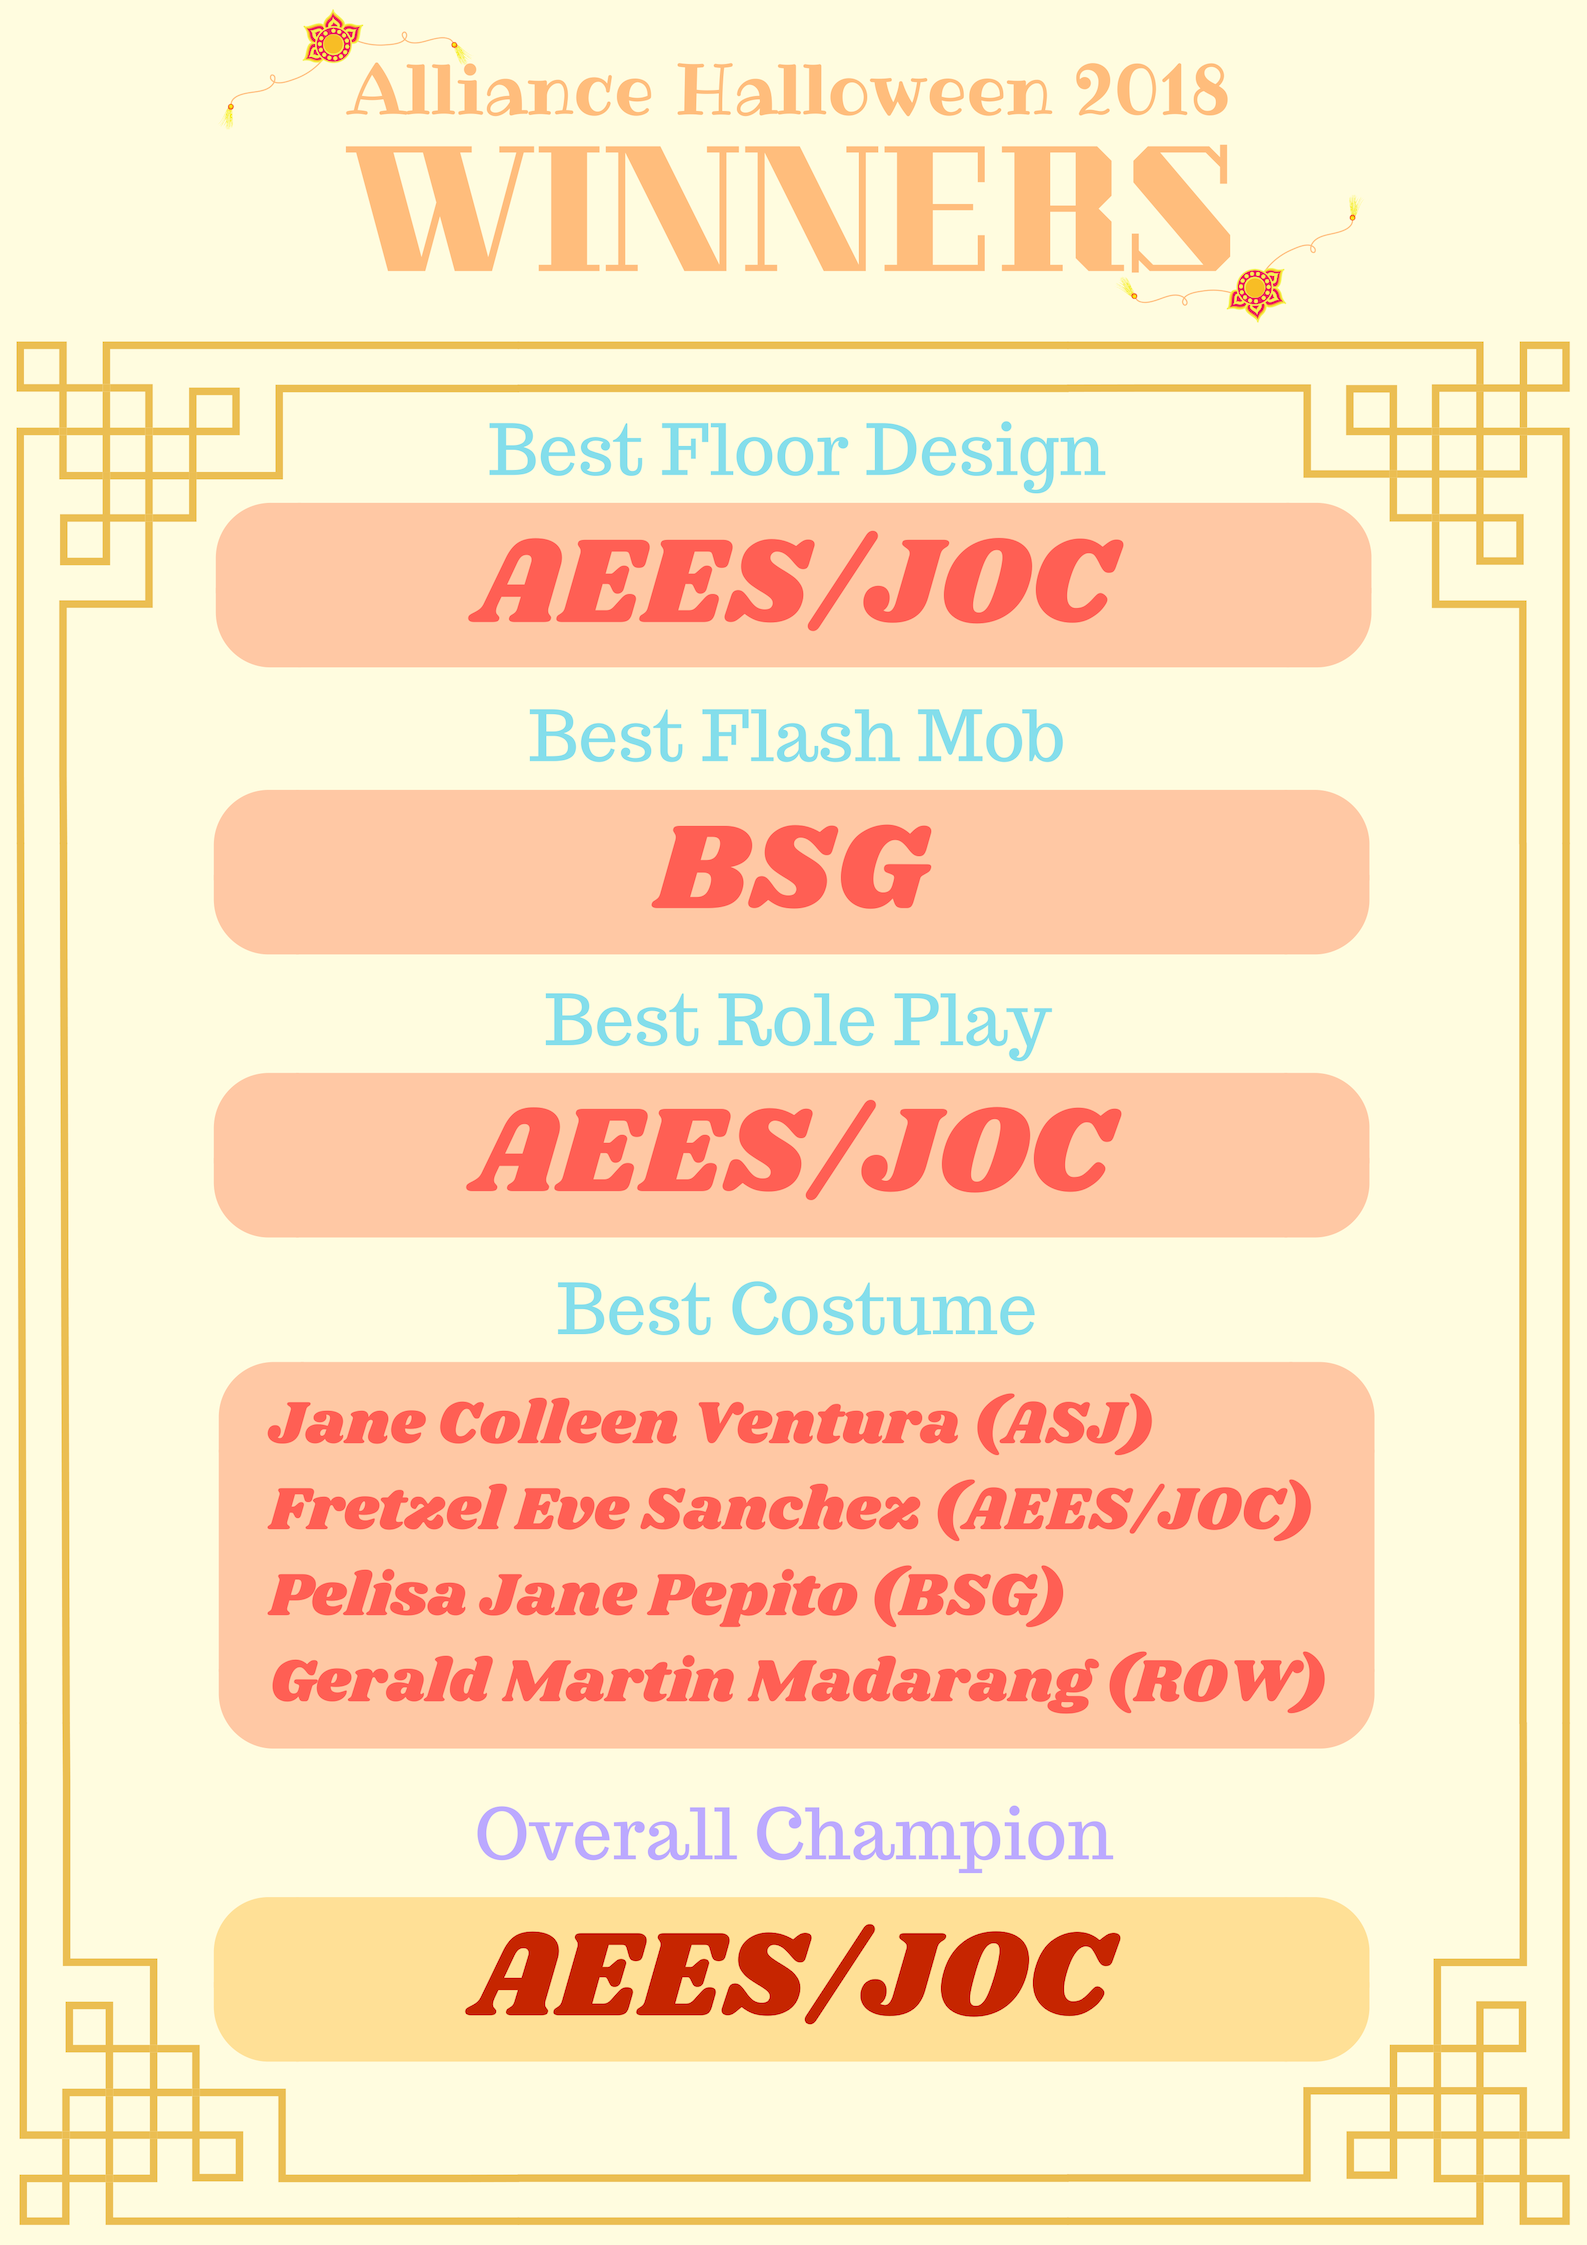 Alliance Halloween 2018
WINNERS
Best Floor Design
AEES/JOC
Best Flash Mob
BSG
Best Role Play
AEES/JOC
Best Costume
Jane Colleen Ventura (ASJ)
Fretzel Eve Sanchez (AEES/JOC)
Pelisa Jane Pepito (BSG)
Gerald Martin Madarang (ROW)
Overall Champion
AEES/JOC